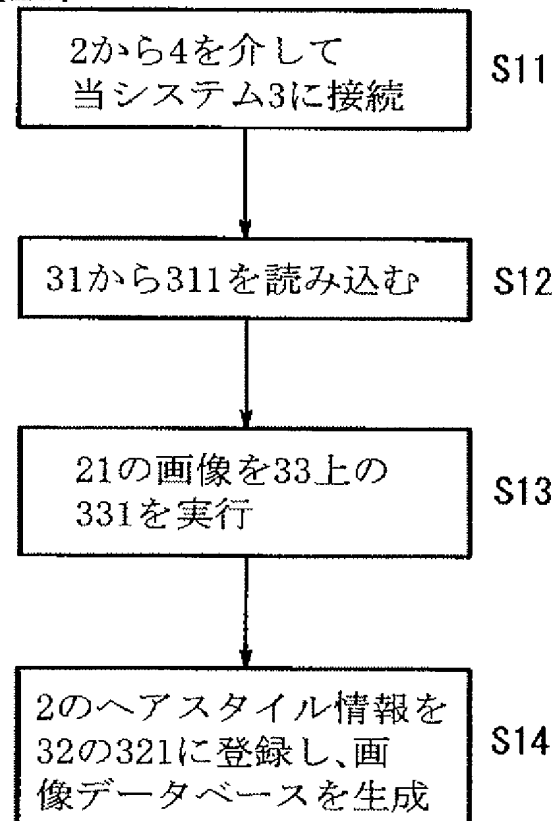 2から4を介して
当システム3に接続
S11
31から311を読み込む
S12
21の画像を33上の
331を実行
S13
2のヘアスタイル情報を
32の321に登録し、画
像データベースを生成
S14